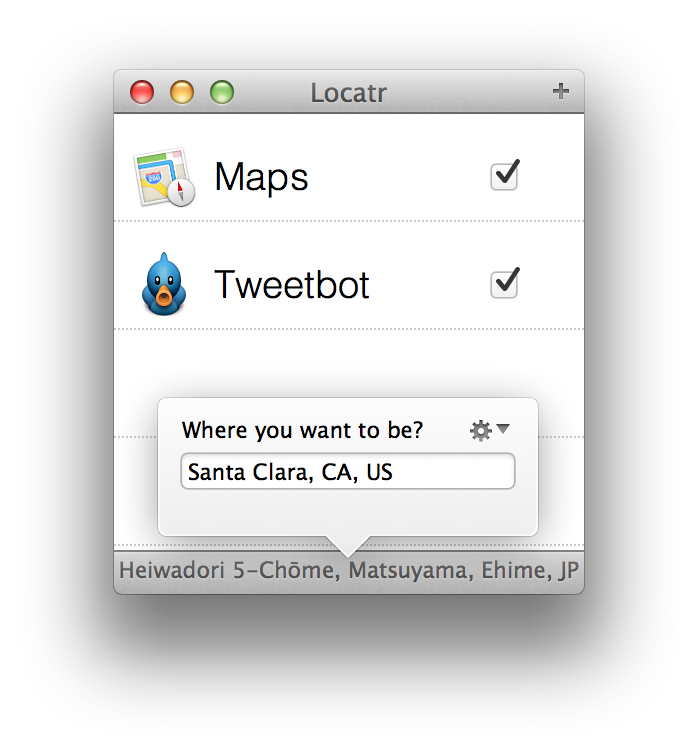 Locatr
Maps
Tweetbot
Where you want to be?
Santa Clara, CA, US
Heiwadori 5-Chōme, Matsuyama, Ehime, JP